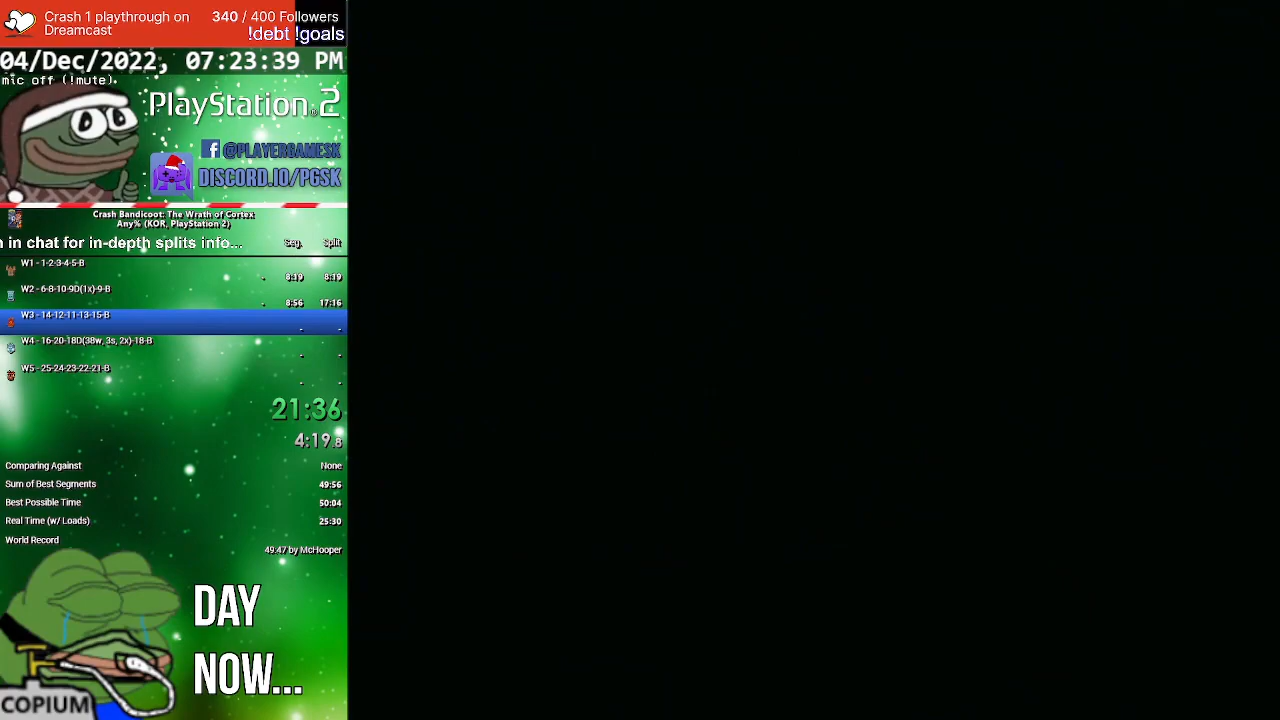 Crash 1 playthrough on Dreamcast
340 / 400 Followers
!debt !goals
04/Dec/2022, 07:23:39 PM
mic off (!mute)
PlayStation®2
@PLAYERGAMESK
DISCORD.IO/PGSK
Crash Bandicoot: The Wrath of Cortex
Any% (KOR, PlayStation 2)
n in chat for in-depth splits info... Seg. Split
W1 - 1-2-3-4-5-B
- 8:19 8:19
W2 - 6-8-10-9D(1x)-9-B
- 8:56 17:16
W3 - 14-12-11-13-15-B
- -
W4 - 16-20-18D(38w, 3s, 2x)-18-B
- -
W5 - 25-24-23-22-21-B
- -
21:36
4:19.8
Comparing Against None
Sum of Best Segments 49:56
Best Possible Time 50:04
Real Time (w/ Loads) 25:30
World Record
49:47 by McHooper
DAY
NOW...
COPIUM